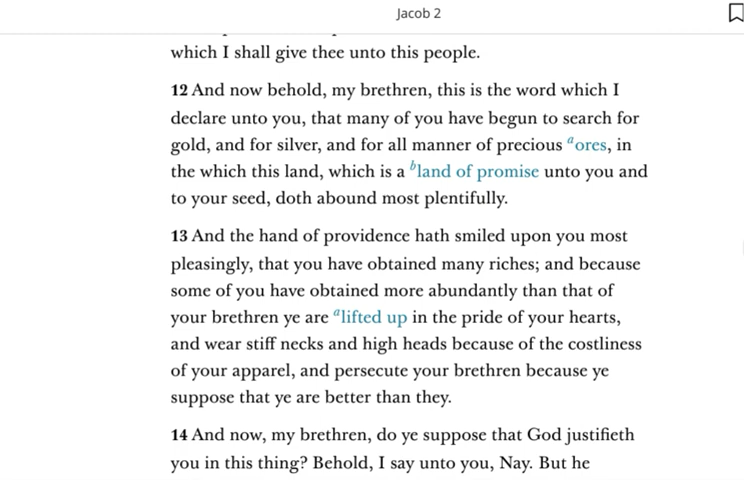 Jacob 2
which I shall give thee unto this people.
12 And now behold, my brethren, this is the word which I
declare unto you, that many of you have begun to search for
gold, and for silver, and for all manner of precious aores, in
the which this land, which is a bland of promise unto you and
to your seed, doth abound most plentifully.
13 And the hand of providence hath smiled upon you most
pleasingly, that you have obtained many riches; and because
some of you have obtained more abundantly than that of
your brethren ye are alifted up in the pride of your hearts,
and wear stiff necks and high heads because of the costliness
of your apparel, and persecute your brethren because ye
suppose that ye are better than they.
14 And now, my brethren, do ye suppose that God justifieth
you in this thing? Behold, I say unto you, Nay. But he